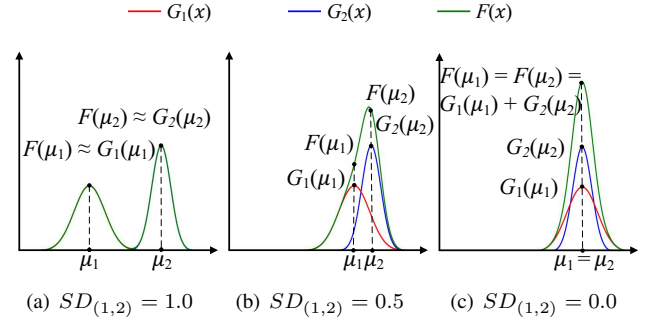 G₁(x) G₂(x) F(x)
F(μ₂) ≈ G₂(μ₂)
F(μ₁) ≈ G₁(μ₁)
μ₁ μ₂
(a) SD₍₁,₂₎ = 1.0
F(μ₂)
G₂(μ₂)
F(μ₁)
G₁(μ₁)
μ₁ μ₂
(b) SD₍₁,₂₎ = 0.5
F(μ₁) = F(μ₂) =
G₁(μ₁) + G₂(μ₂)
G₂(μ₂)
G₁(μ₁)
μ₁ = μ₂
(c) SD₍₁,₂₎ = 0.0